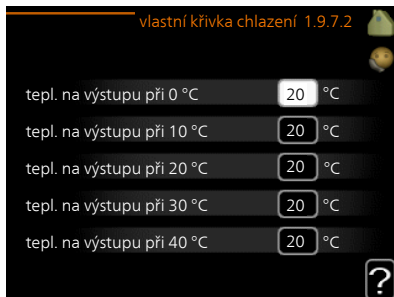 vlastní křivka chlazení 1.9.7.2
tepl. na výstupu při 0 °C 20 °C
tepl. na výstupu při 10 °C 20 °C
tepl. na výstupu při 20 °C 20 °C
tepl. na výstupu při 30 °C 20 °C
tepl. na výstupu při 40 °C 20 °C
?